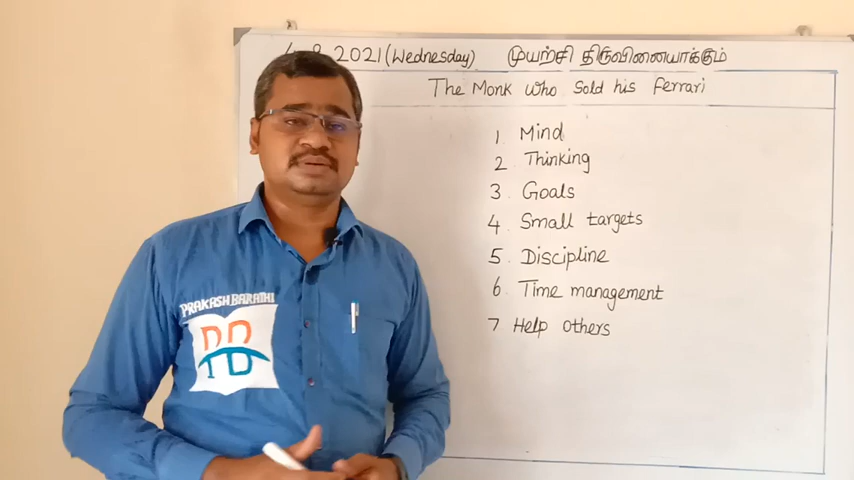 2021 (Wednesday) முயற்சி திருவினையாக்கும்
The Monk who sold his Ferrari
1 Mind
2 Thinking
3 Goals
4 Small targets
5 Discipline
6 Time management
7 Help others
PRAKASH BARATHI
PB